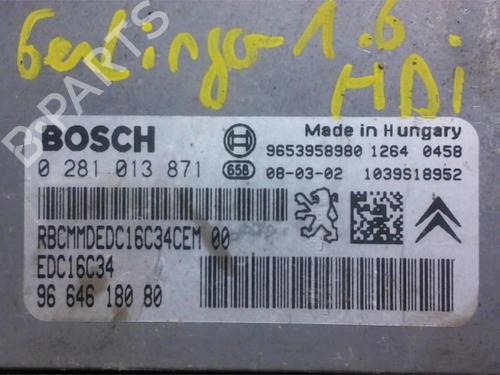 Berlingo 1.6
HDi
B-PARTS
BOSCH
Made in Hungary
9653958980 1264 0458
0 281 013 871
658
08-03-02 1039S18952
RBCMMDEDC16C34CEM 00
EDC16C34
96 646 180 80